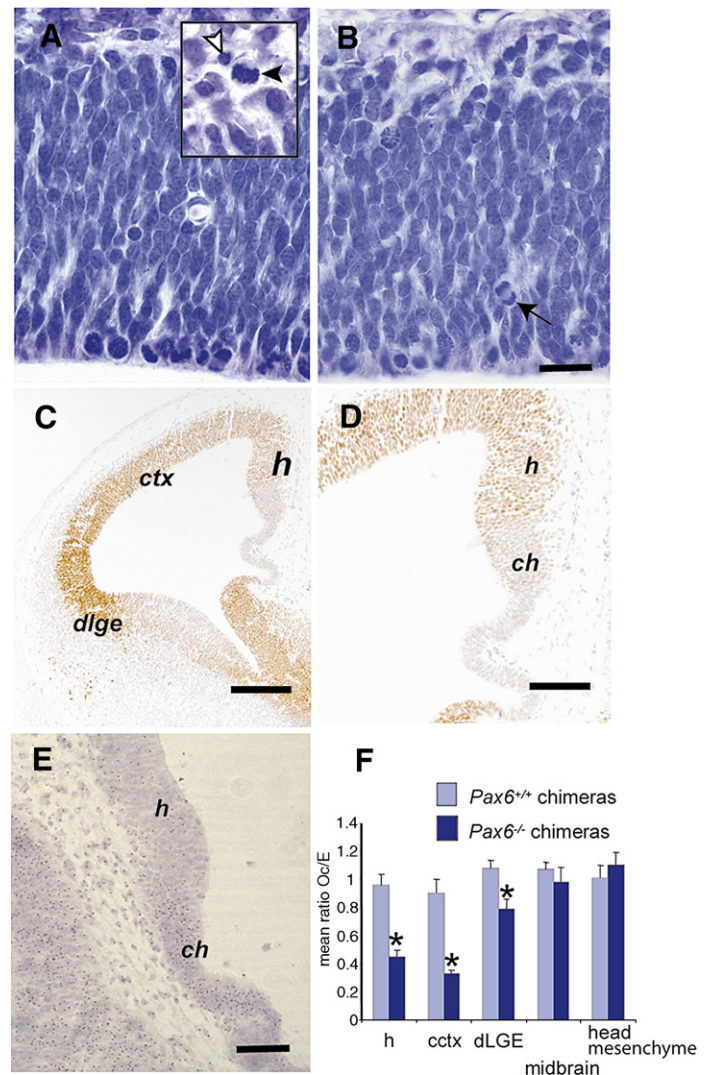 A
B
C
ctx
h
dlge
D
h
ch
E
h
ch
F
Pax6+/+ chimeras
Pax6-/- chimeras
mean ratio Oc/E
1.4
1.2
1
0.8
0.6
0.4
0.2
0
*
*
*
h
cctx
dLGE
midbrain
head
mesenchyme